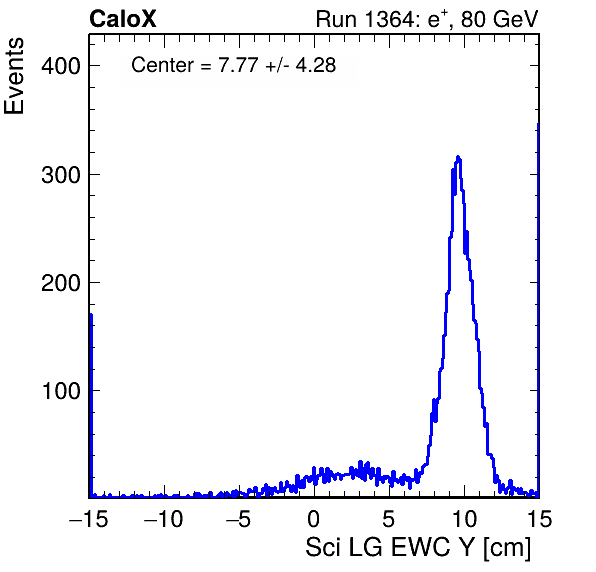 CaloX Run 1364: e+, 80 GeV
Center = 7.77 +/- 4.28
Events
400
300
200
100
−15 −10 −5 0 5 10 15
Sci LG EWC Y [cm]